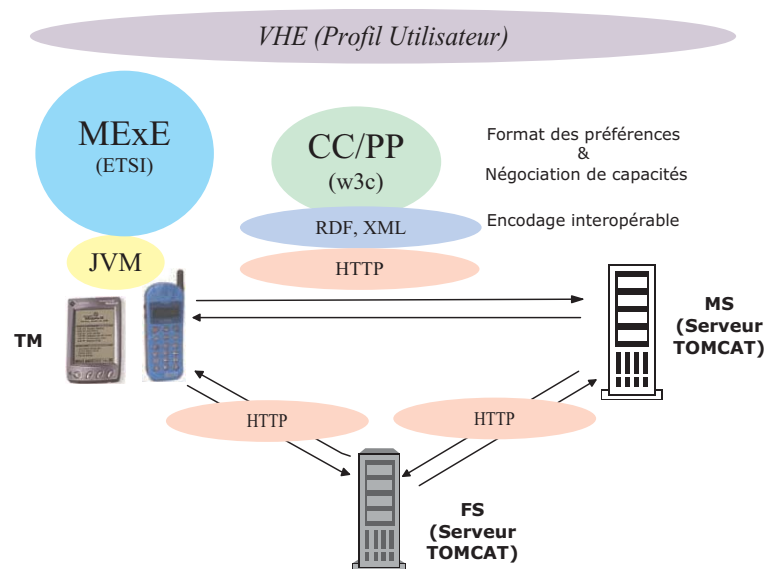 VHE (Profil Utilisateur)
MExE
(ETSI)
CC/PP
(w3c)
Format des préférences
&
Négociation de capacités
RDF, XML
Encodage interopérable
JVM
HTTP
TM
MS
(Serveur
TOMCAT)
HTTP
HTTP
FS
(Serveur
TOMCAT)